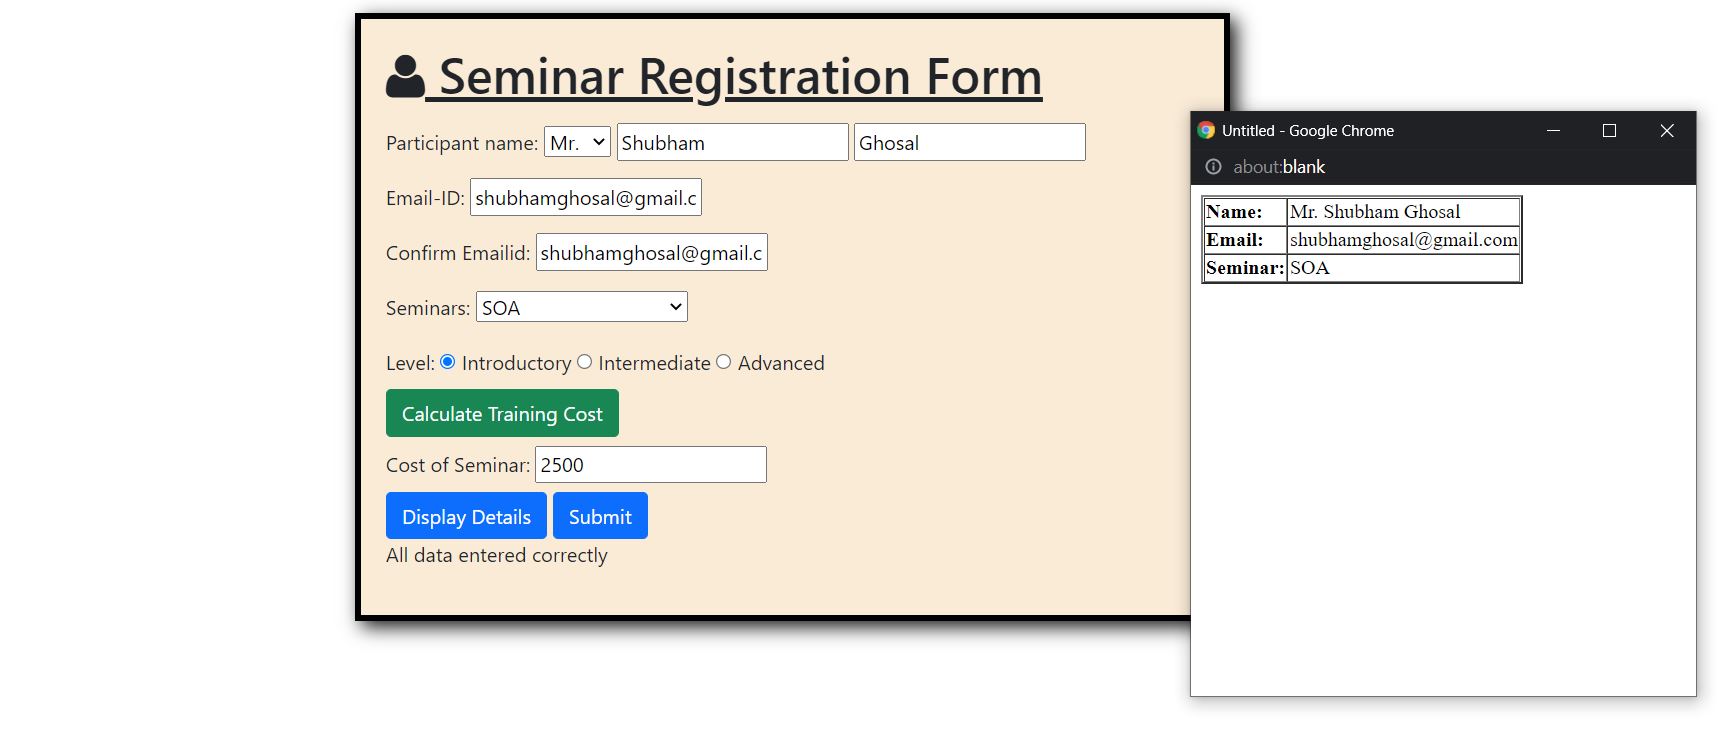 Seminar Registration Form
Participant name: Mr. Shubham Ghosal
Email-ID: shubhamghosal@gmail.c
Confirm Emailid: shubhamghosal@gmail.c
Seminars: SOA
Level: Introductory Intermediate Advanced
Calculate Training Cost
Cost of Seminar: 2500
Display Details Submit
All data entered correctly
Untitled - Google Chrome
about:blank
Name: Mr. Shubham Ghosal
Email: shubhamghosal@gmail.com
Seminar: SOA